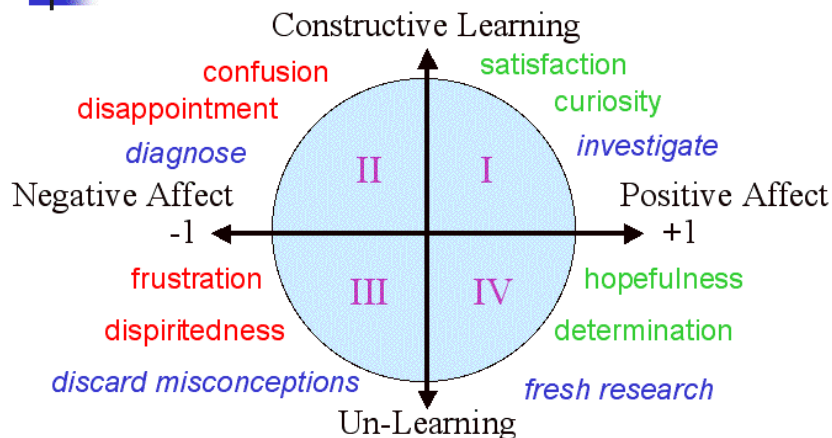 Constructive Learning
confusion
satisfaction
disappointment
curiosity
diagnose
investigate
II
I
Negative Affect
Positive Affect
-1
+1
frustration
III
IV
hopefulness
dispiritedness
determination
discard misconceptions
fresh research
Un-Learning